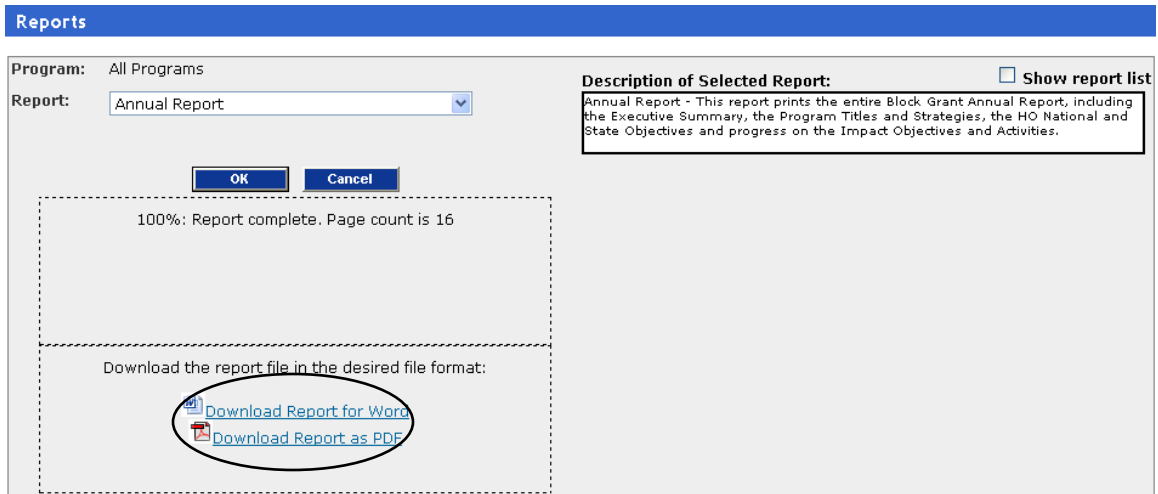 Reports
Program: All Programs
Report: Annual Report
OK Cancel
100%: Report complete. Page count is 16
Download the report file in the desired file format:
Download Report for Word
Download Report as PDF
Description of Selected Report:
Show report list
Annual Report - This report prints the entire Block Grant Annual Report, including
the Executive Summary, the Program Titles and Strategies, the HO National and
State Objectives and progress on the Impact Objectives and Activities.